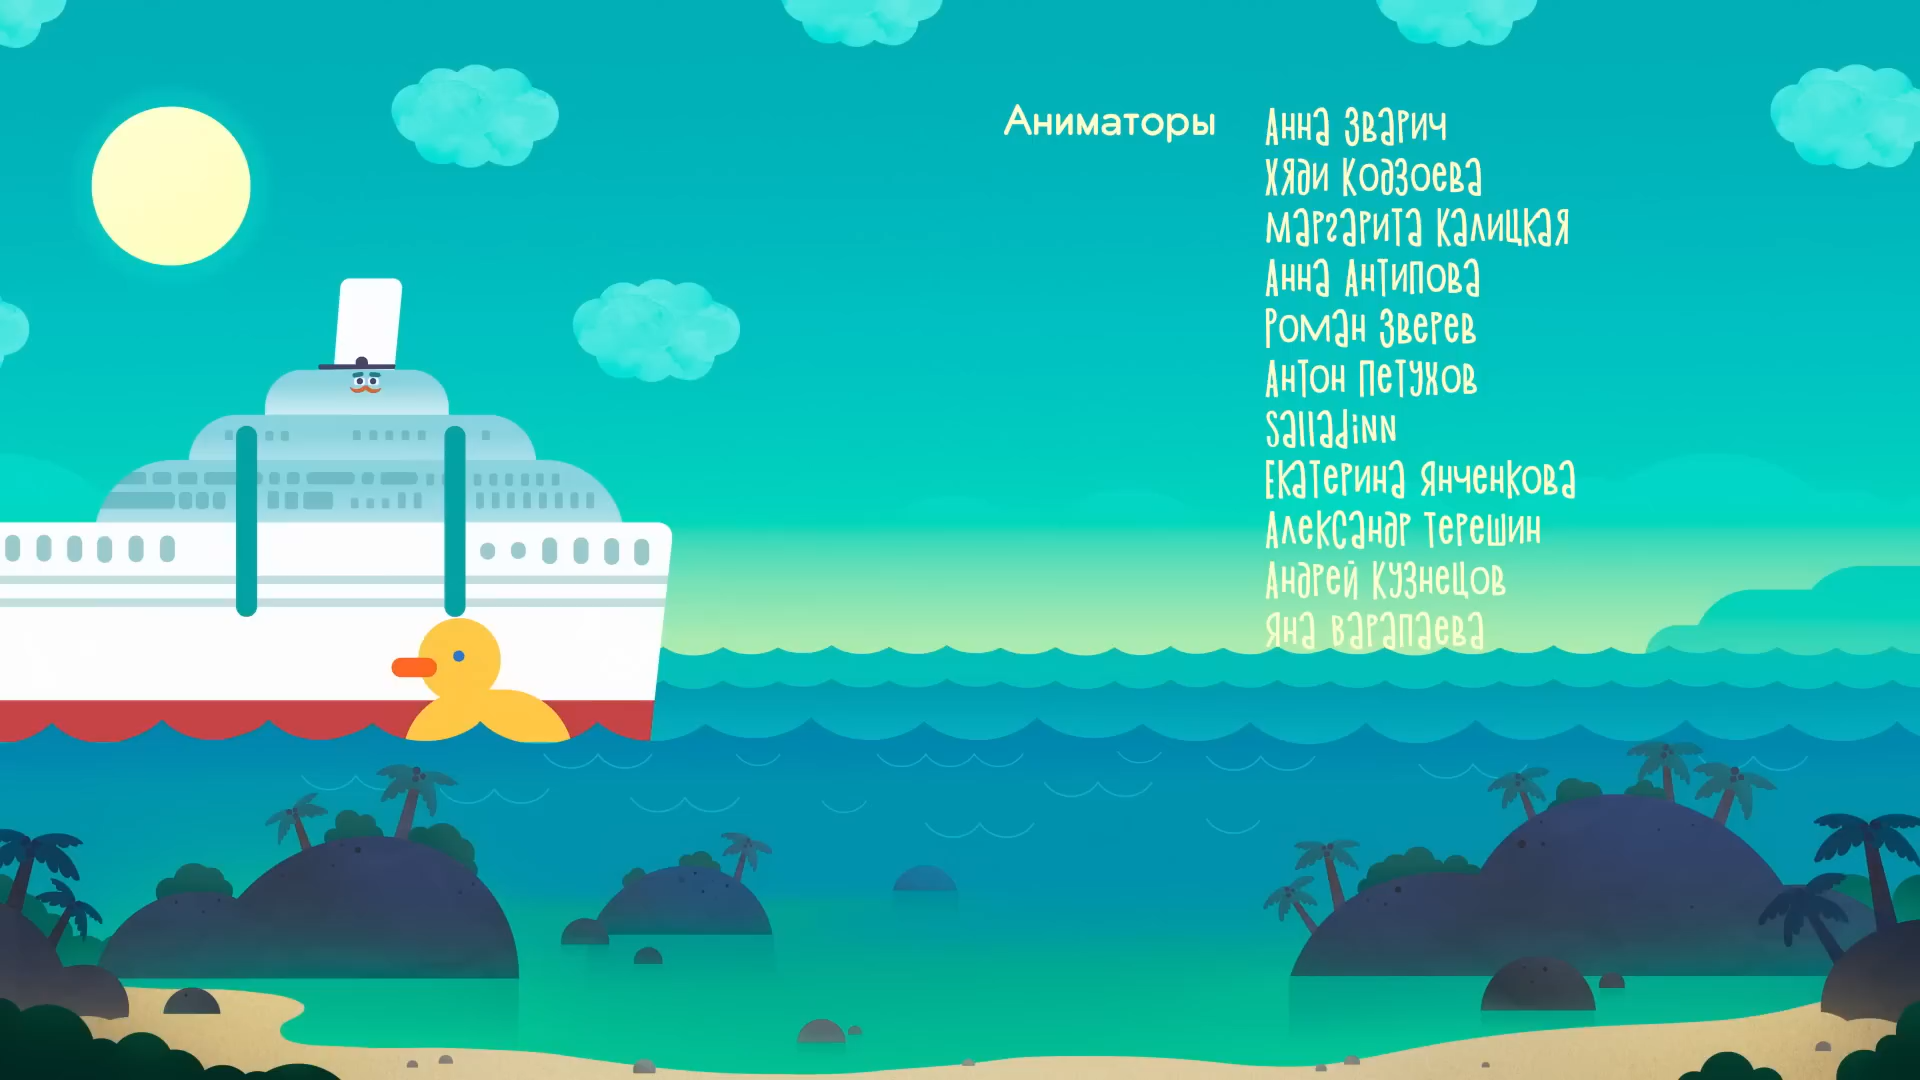 Аниматоры
Анна Зварич
Хяди Кодзоева
Маргарита Калицкая
Анна Антипова
Роман Зверев
Антон Петухов
Salladinn
Екатерина Янченкова
Александр Терешин
Андрей Кузнецов
Яна Варапаева